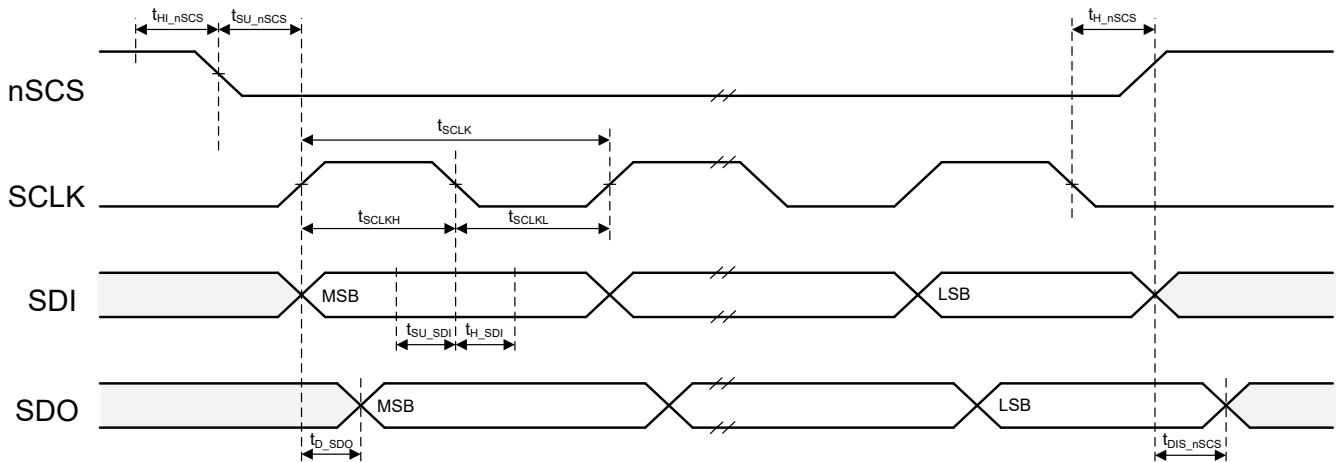 tHI_nSCS tSU_nSCS tH_nSCS
nSCS
tSCLK
SCLK
tSCLKH tSCLKL
SDI MSB LSB
tSU_SDI tH_SDI
SDO MSB LSB
tD_SDO tDIS_nSCS